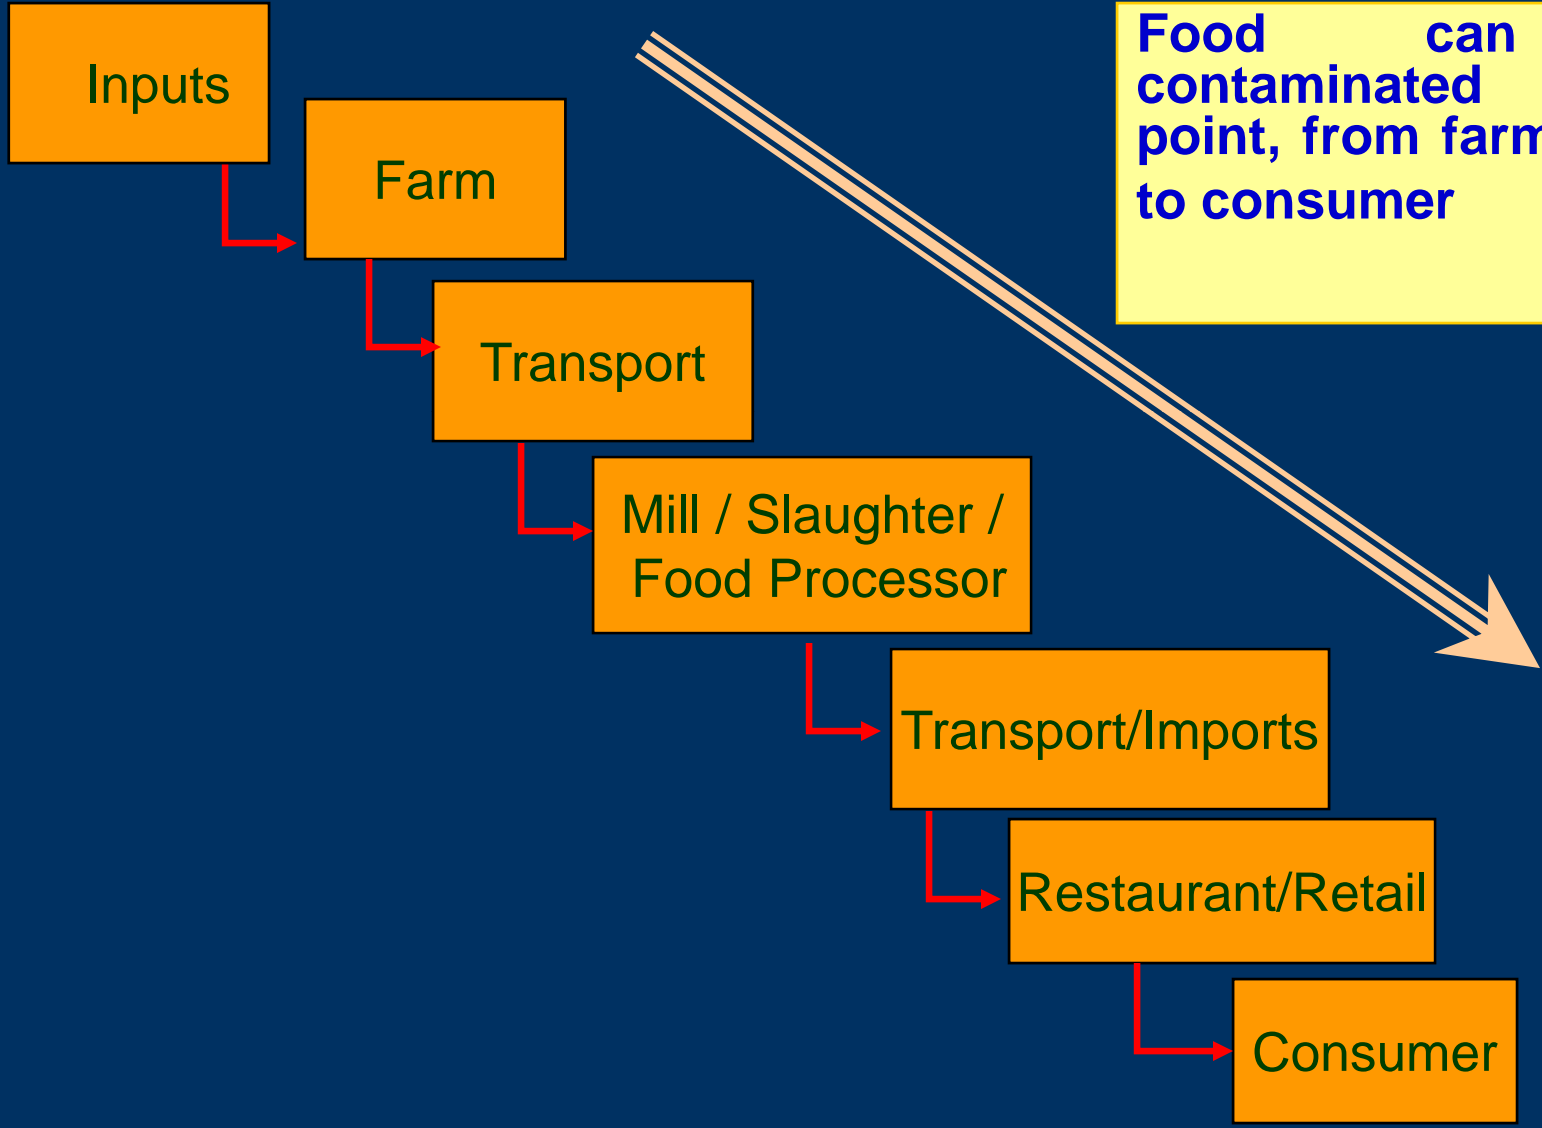 Inputs
Farm
Transport
Mill / Slaughter /
Food Processor
Transport/Imports
Restaurant/Retail
Consumer
Food can
contaminated
point, from farm
to consumer